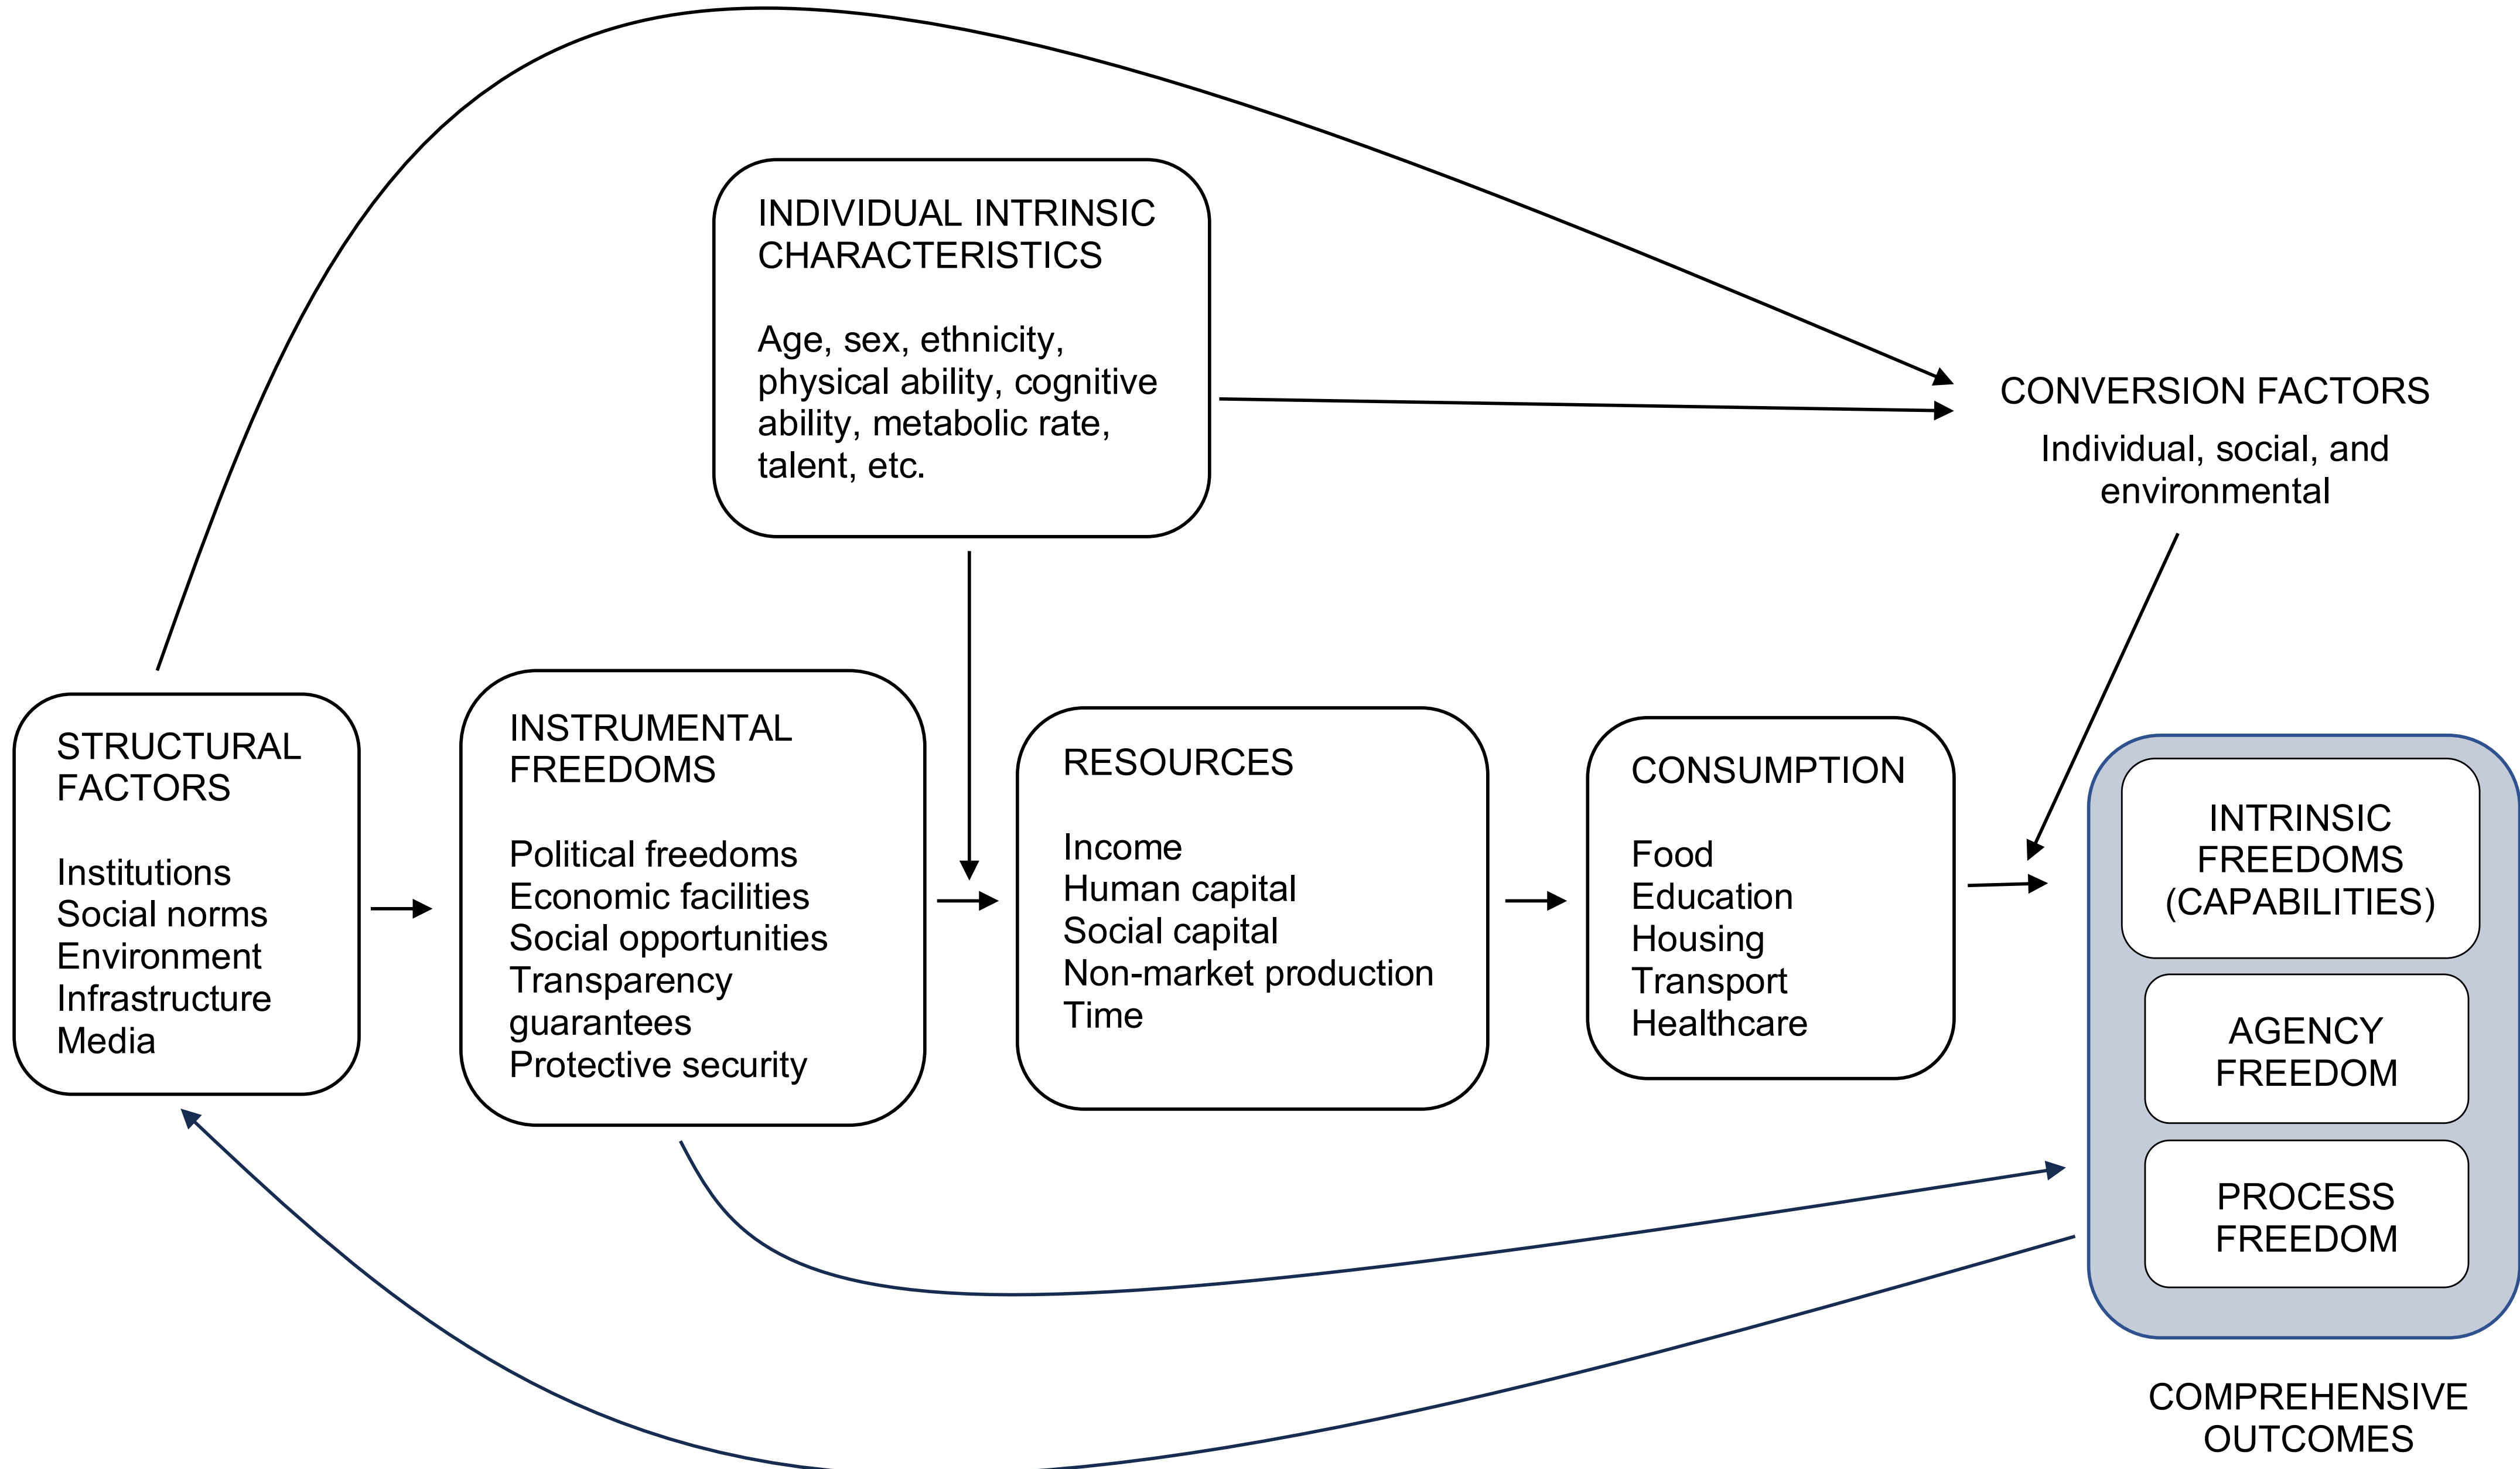 INDIVIDUAL INTRINSIC
CHARACTERISTICS
Age, sex, ethnicity,
physical ability, cognitive
ability, metabolic rate,
talent, etc.
CONVERSION FACTORS
Individual, social, and
environmental
STRUCTURAL
FACTORS
Institutions
Social norms
Environment
Infrastructure
Media
INSTRUMENTAL
FREEDOMS
Political freedoms
Economic facilities
Social opportunities
Transparency
guarantees
Protective security
RESOURCES
Income
Human capital
Social capital
Non-market production
Time
CONSUMPTION
Food
Education
Housing
Transport
Healthcare
INTRINSIC
FREEDOMS
(CAPABILITIES)
AGENCY
FREEDOM
PROCESS
FREEDOM
COMPREHENSIVE
OUTCOMES